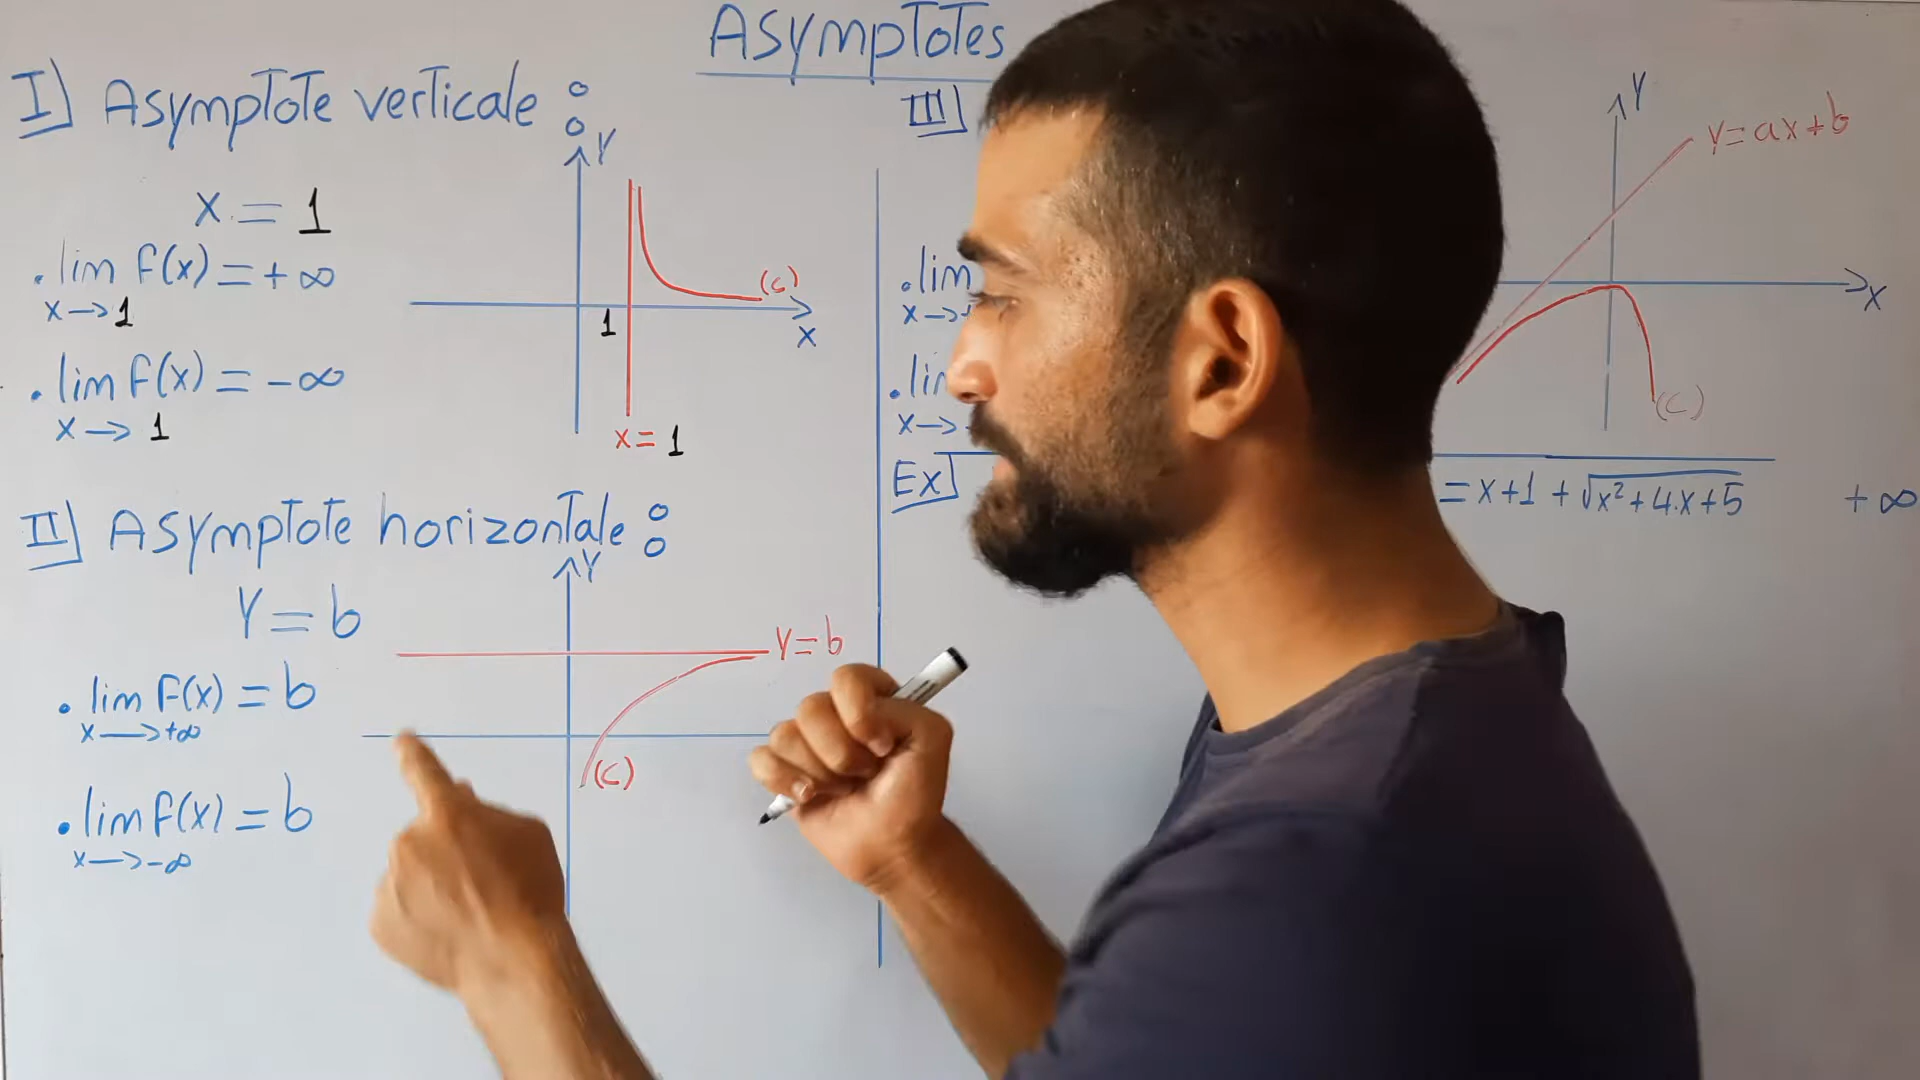 Asymptotes
I) Asymptote verticale :
x = 1
. lim f(x) = +∞
x → 1
. lim f(x) = -∞
x → 1
Y
(C)
1
X
x = 1
II) Asymptote horizontale :
Y = b
. lim f(x) = b
x → +∞
. lim f(x) = b
x → -∞
Y
Y = b
(C)
III)
. lim
x →
. lim
x →
Y
Y = ax + b
X
(C)
Ex)
= x + 1 + √x² + 4x + 5
+∞